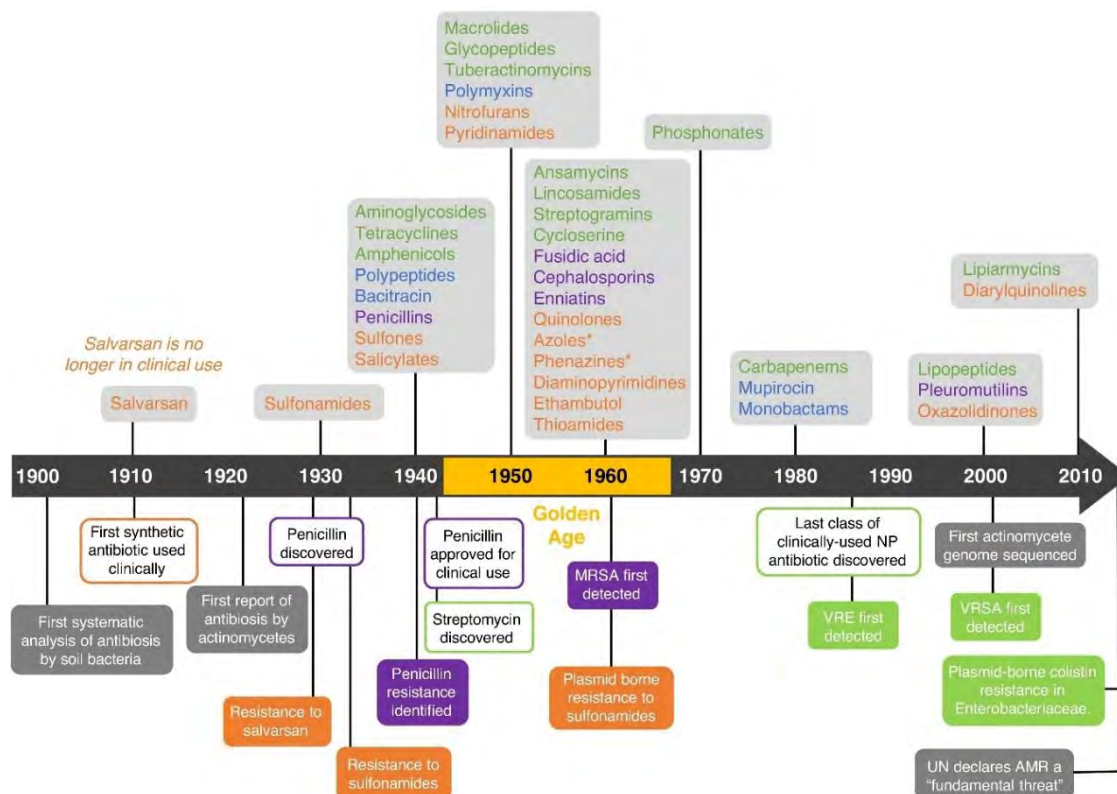 Macrolides
Glycopeptides
Tuberactinomycins
Polymyxins
Nitrofurans
Pyridinamides
Phosphonates
Ansamycins
Lincosamides
Streptogramins
Cycloserine
Fusidic acid
Cephalosporins
Enniatins
Quinolones
Azoles*
Phenazines*
Diaminopyrimidines
Ethambutol
Thioamides
Aminoglycosides
Tetracyclines
Amphenicols
Polypeptides
Bacitracin
Penicillins
Sulfones
Salicylates
Lipiarmycins
Diarylquinolines
Salvarsan is no
longer in clinical use
Salvarsan
Sulfonamides
Carbapenems
Mupirocin
Monobactams
Lipopeptides
Pleuromutilins
Oxazolidinones
1900 1910 1920 1930 1940 1950 1960 1970 1980 1990 2000 2010
Golden
Age
First synthetic
antibiotic used
clinically
Penicillin
discovered
Penicillin
approved for
clinical use
Last class of
clinically-used NP
antibiotic discovered
First actinomycete
genome sequenced
MRSA first
detected
First systematic
analysis of antibiosis
by soil bacteria
First report of
antibiosis by
actinomycetes
Streptomycin
discovered
VRE first
detected
VRSA first
detected
Penicillin
resistance
identified
Plasmid borne
resistance to
sulfonamides
Plasmid-borne colistin
resistance in
Enterobacteriaceae.
Resistance to
salvarsan
Resistance to
sulfonamides
UN declares AMR a
“fundamental threat”